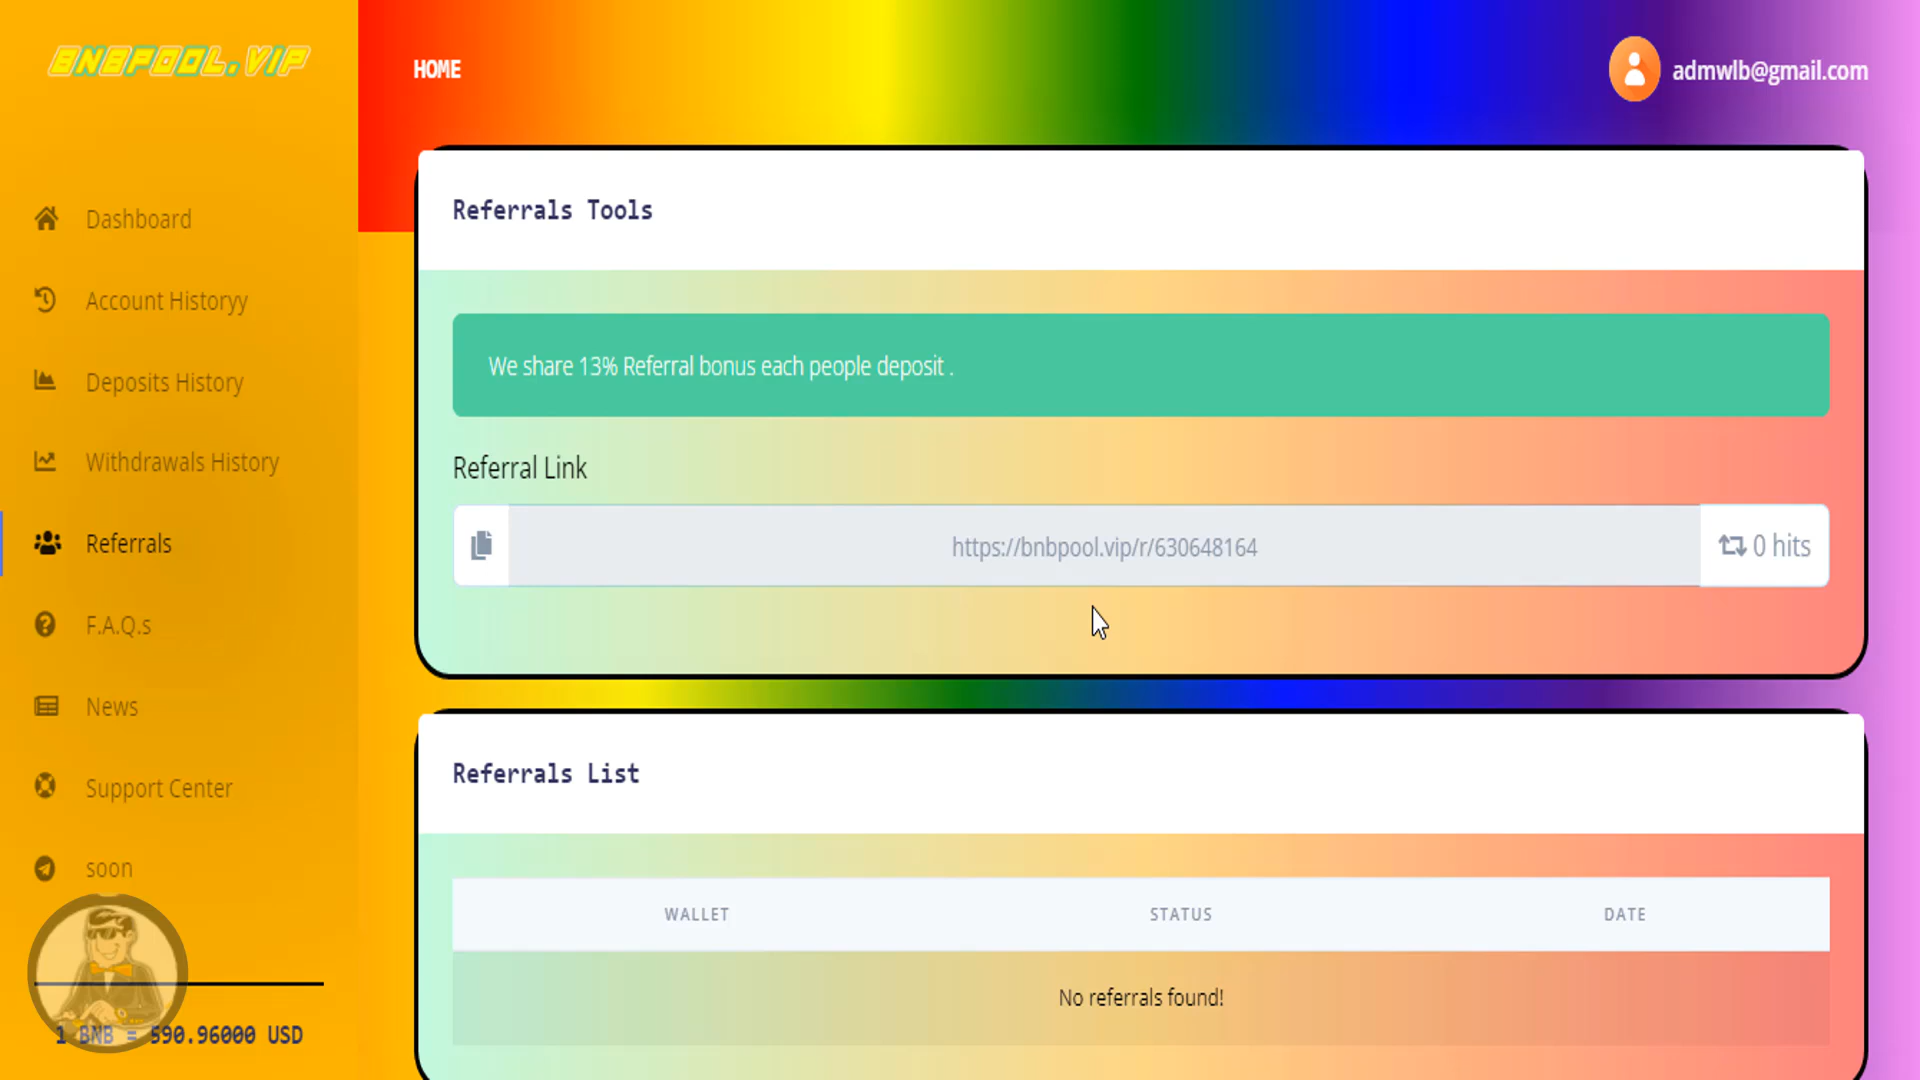 BNBPOOL.VIP
HOME
admwlb@gmail.com
Dashboard
Account Historyy
Deposits History
Withdrawals History
Referrals
F.A.Q.s
News
Support Center
soon
1 BNB = 590.96000 USD
Referrals Tools
We share 13% Referral bonus each people deposit .
Referral Link
https://bnbpool.vip/r/630648164
0 hits
Referrals List
WALLET STATUS DATE
No referrals found!